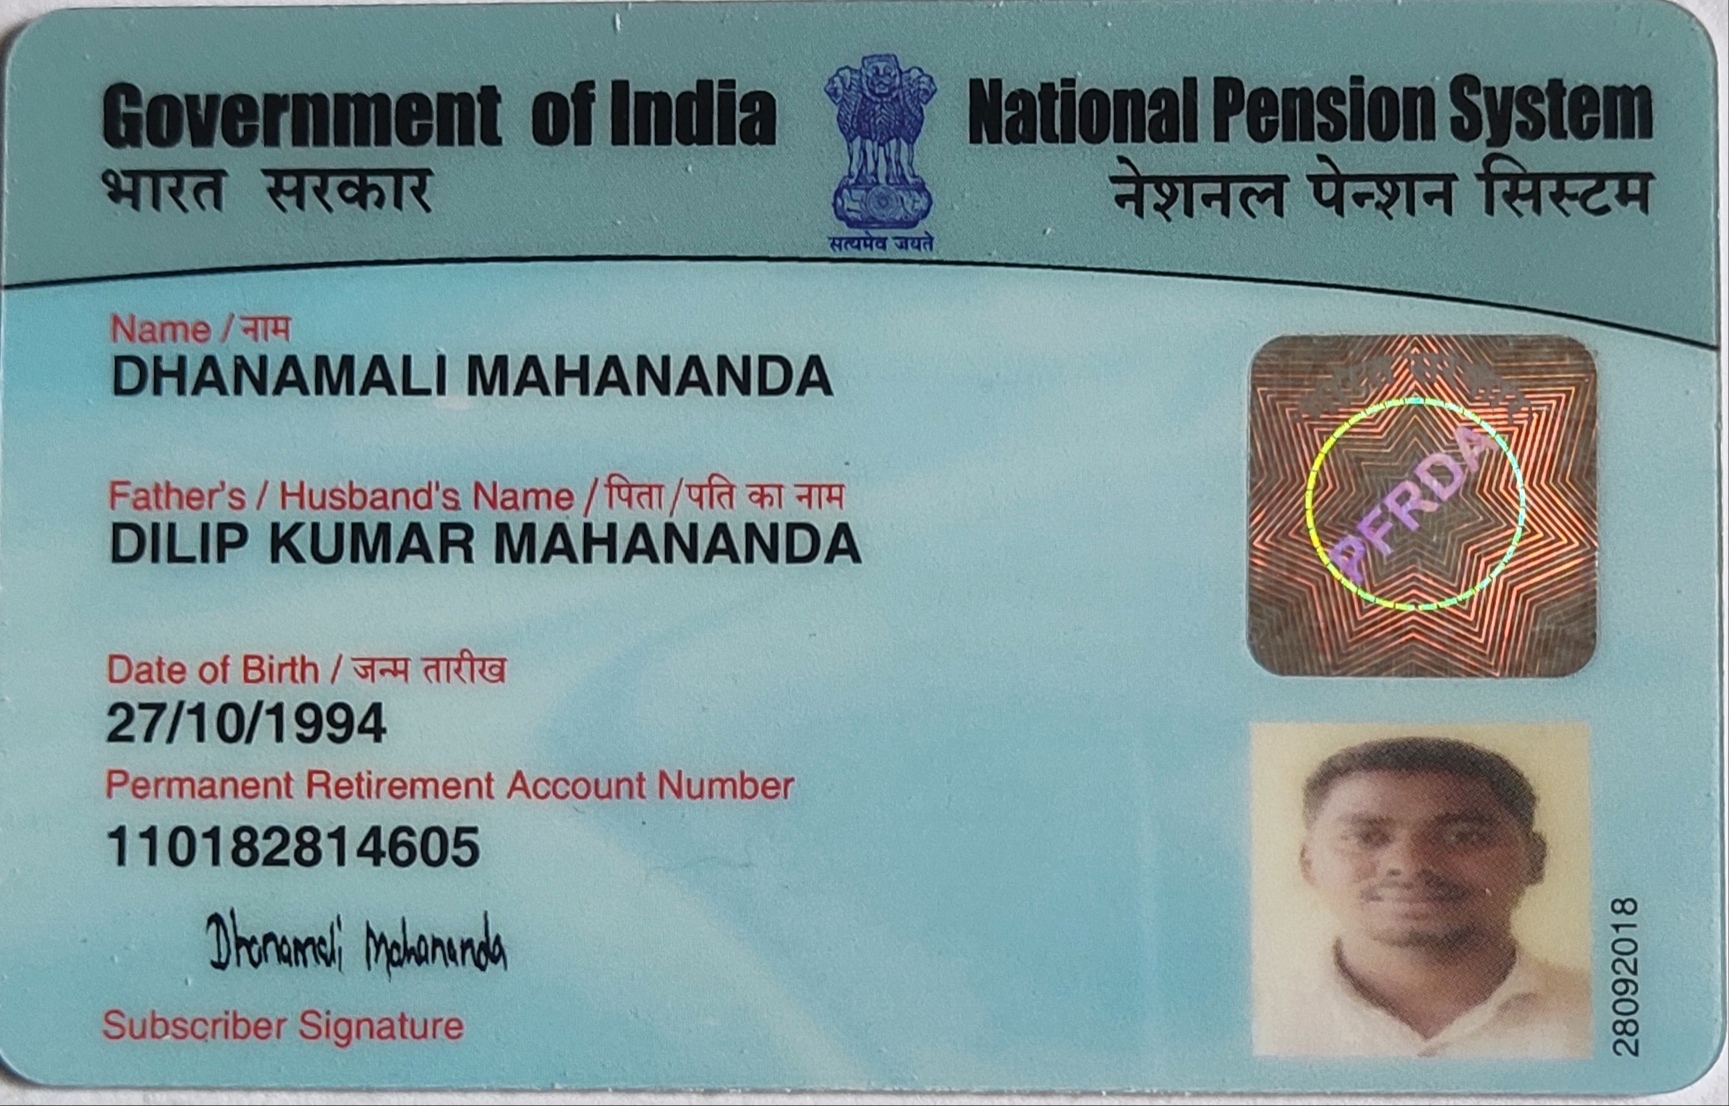 Government of India
भारत सरकार
सत्यमेव जयते
National Pension System
नेशनल पेन्शन सिस्टम
Name / नाम
DHANAMALI MAHANANDA
Father's / Husband's Name / पिता / पति का नाम
DILIP KUMAR MAHANANDA
Date of Birth / जन्म तारीख
27/10/1994
Permanent Retirement Account Number
110182814605
Dhanamali Mahananda
Subscriber Signature
भारत सरकार
PFRDA
28092018